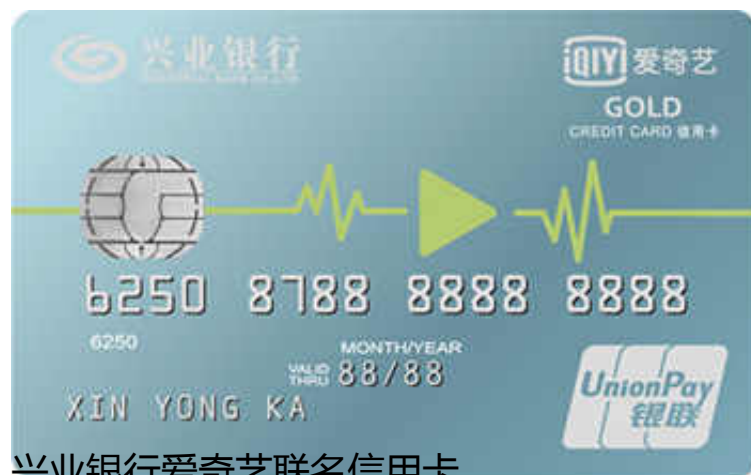 兴业银行
iQIY 爱奇艺
GOLD
CREDIT CARD 信用卡
6250 8788 8888 8888
6250
MONTH/YEAR
VALID THRU 88/88
XIN YONG KA
UnionPay
银联
兴业银行爱奇艺联名信用卡